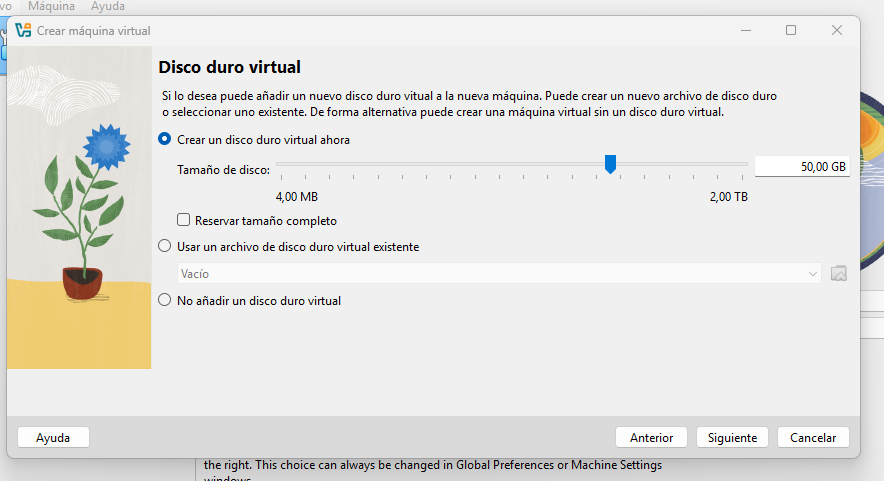 vo Máquina Ayuda
Crear máquina virtual
Disco duro virtual
Si lo desea puede añadir un nuevo disco duro vitual a la nueva máquina. Puede crear un nuevo archivo de disco duro
o seleccionar uno existente. De forma alternativa puede crear una máquina virtual sin un disco duro virtual.
Crear un disco duro virtual ahora
Tamaño de disco:
50,00 GB
4,00 MB
2,00 TB
Reservar tamaño completo
Usar un archivo de disco duro virtual existente
Vacío
No añadir un disco duro virtual
Ayuda
Anterior
Siguiente
Cancelar
the right. This choice can always be changed in Global Preferences or Machine Settings
windows.